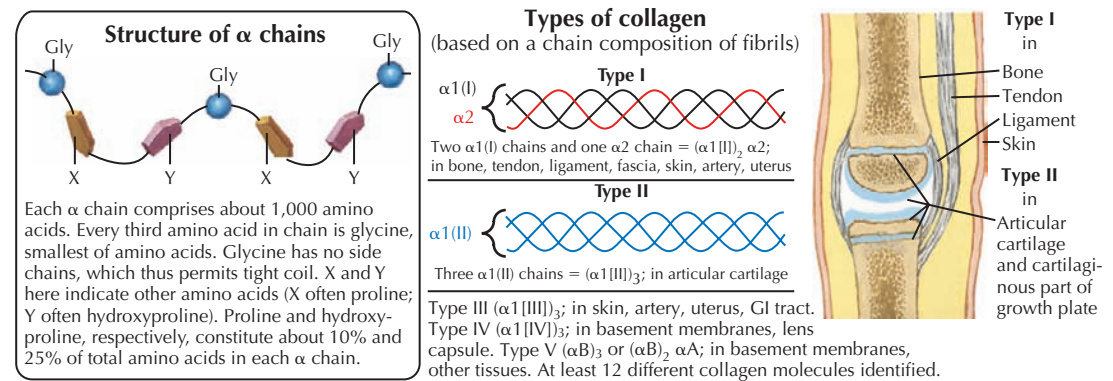 Structure of α chains
Gly
Gly
Gly
X
Y
X
Y
Each α chain comprises about 1,000 amino
acids. Every third amino acid in chain is glycine,
smallest of amino acids. Glycine has no side
chains, which thus permits tight coil. X and Y
here indicate other amino acids (X often proline;
Y often hydroxyproline). Proline and hydroxy-
proline, respectively, constitute about 10% and
25% of total amino acids in each α chain.
Types of collagen
(based on a chain composition of fibrils)
Type I
α1(I)
α2
Two α1(I) chains and one α2 chain = (α1[I])2 α2;
in bone, tendon, ligament, fascia, skin, artery, uterus
Type II
α1(II)
Three α1(II) chains = (α1[II])3; in articular cartilage
Type III (α1[III])3; in skin, artery, uterus, GI tract.
Type IV (α1[IV])3; in basement membranes, lens
capsule. Type V (αB)3 or (αB)2 αA; in basement membranes,
other tissues. At least 12 different collagen molecules identified.
Type I
in
Bone
Tendon
Ligament
Skin
Type II
in
Articular
cartilage
and cartilagi-
nous part of
growth plate